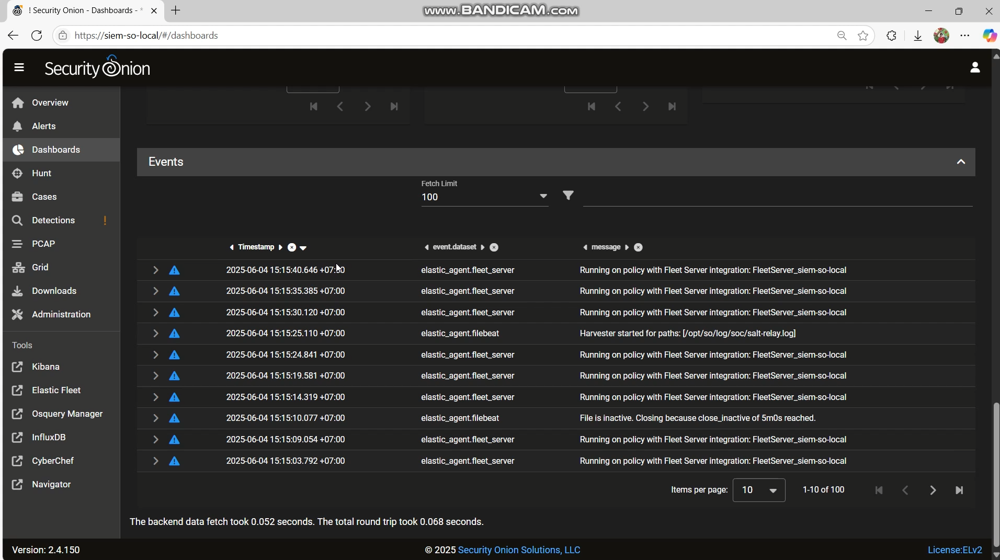 ! Security Onion - Dashboards - *
www.BANDICAM.com
https://siem-so-local/#/dashboards
Security Onion
Overview
Alerts
Dashboards
Hunt
Cases
Detections !
PCAP
Grid
Downloads
Administration
Tools
Kibana
Elastic Fleet
Osquery Manager
InfluxDB
CyberChef
Navigator
Events
Fetch Limit
100
Timestamp event.dataset message
2025-06-04 15:15:40.646 +07:00 elastic_agent.fleet_server Running on policy with Fleet Server integration: FleetServer_siem-so-local
2025-06-04 15:15:35.385 +07:00 elastic_agent.fleet_server Running on policy with Fleet Server integration: FleetServer_siem-so-local
2025-06-04 15:15:30.120 +07:00 elastic_agent.fleet_server Running on policy with Fleet Server integration: FleetServer_siem-so-local
2025-06-04 15:15:25.110 +07:00 elastic_agent.filebeat Harvester started for paths: [/opt/so/log/soc/salt-relay.log]
2025-06-04 15:15:24.841 +07:00 elastic_agent.fleet_server Running on policy with Fleet Server integration: FleetServer_siem-so-local
2025-06-04 15:15:19.581 +07:00 elastic_agent.fleet_server Running on policy with Fleet Server integration: FleetServer_siem-so-local
2025-06-04 15:15:14.319 +07:00 elastic_agent.fleet_server Running on policy with Fleet Server integration: FleetServer_siem-so-local
2025-06-04 15:15:10.077 +07:00 elastic_agent.filebeat File is inactive. Closing because close_inactive of 5m0s reached.
2025-06-04 15:15:09.054 +07:00 elastic_agent.fleet_server Running on policy with Fleet Server integration: FleetServer_siem-so-local
2025-06-04 15:15:03.792 +07:00 elastic_agent.fleet_server Running on policy with Fleet Server integration: FleetServer_siem-so-local
Items per page: 10 1-10 of 100
The backend data fetch took 0.052 seconds. The total round trip took 0.068 seconds.
Version: 2.4.150 © 2025 Security Onion Solutions, LLC License:ELv2